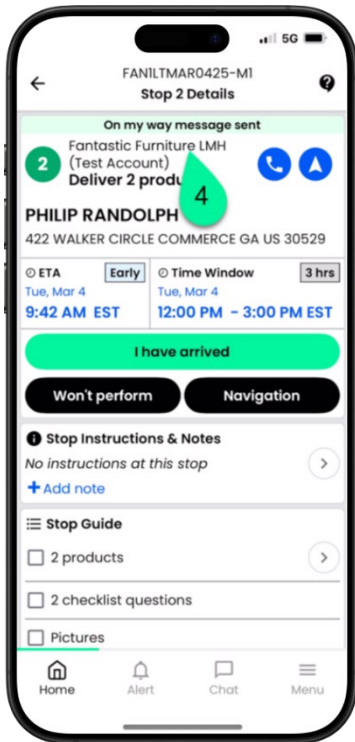 5G
FAN1LTMAR0425-M1
Stop 2 Details
On my way message sent
2
Fantastic Furniture LMH
(Test Account)
Deliver 2
4
PHILIP RANDOLPH
422 WALKER CIRCLE COMMERCE GA US 30529
ETA Early
Time Window 3 hrs
Tue, Mar 4
Tue, Mar 4
9:42 AM EST
12:00 PM - 3:00 PM EST
I have arrived
Won't perform
Navigation
Stop Instructions & Notes
No instructions at this stop
+ Add note
Stop Guide
2 products
2 checklist questions
Pictures
Home
Alert
Chat
Menu